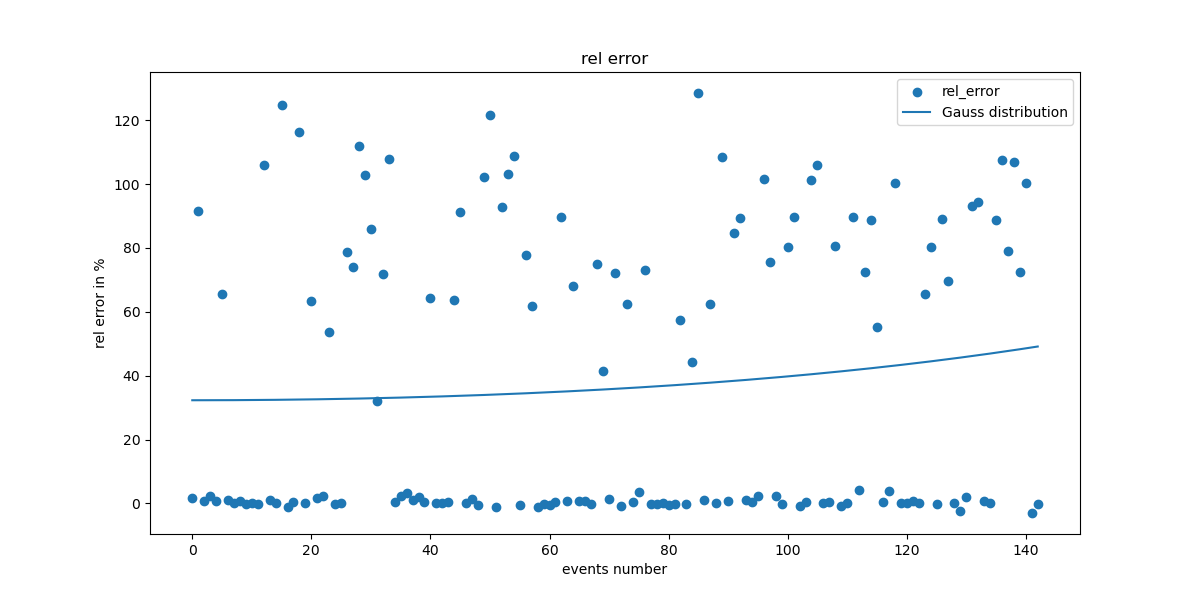 rel error
rel_error
Gauss distribution
rel error in %
120
100
80
60
40
20
0
0 20 40 60 80 100 120 140
events number